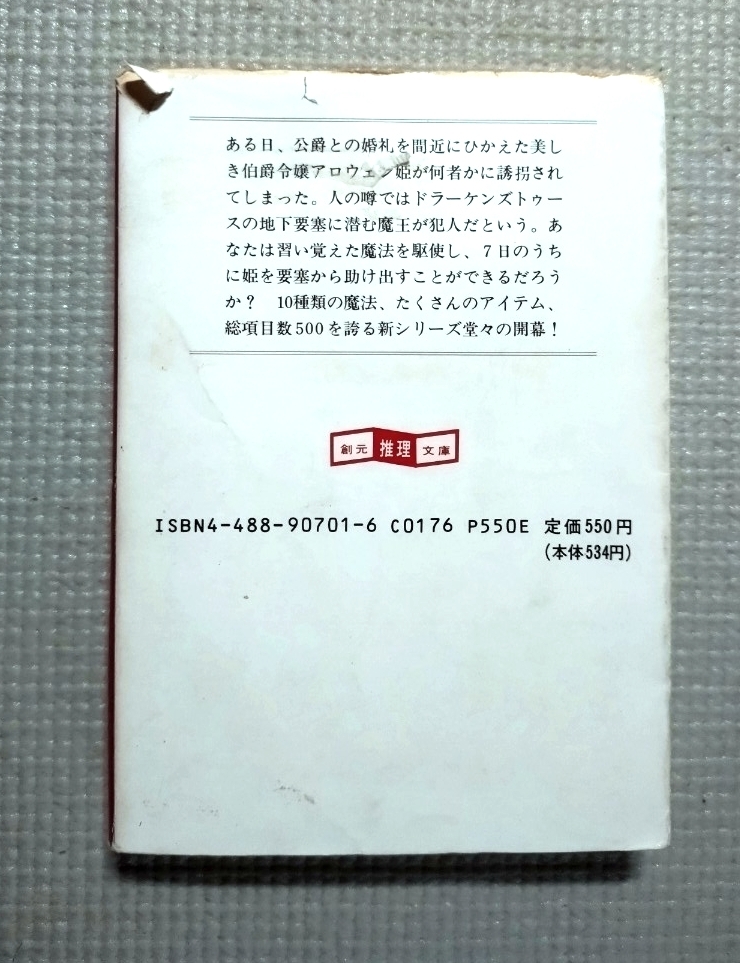 ある日、公爵との婚礼を間近にひかえた美し
き伯爵令嬢アロウェン姫が何者かに誘拐され
てしまった。人の噂ではドラーケンズトゥー
スの地下要塞に潜む魔王が犯人だという。あ
なたは習い覚えた魔法を駆使し、7日のうち
に姫を要塞から助け出すことができるだろう
か？　10種類の魔法、たくさんのアイテム、
総項目数500を誇る新シリーズ堂々の開幕！
創元推理文庫
ISBN4-488-90701-6 C0176 P550E 定価550円
(本体534円)